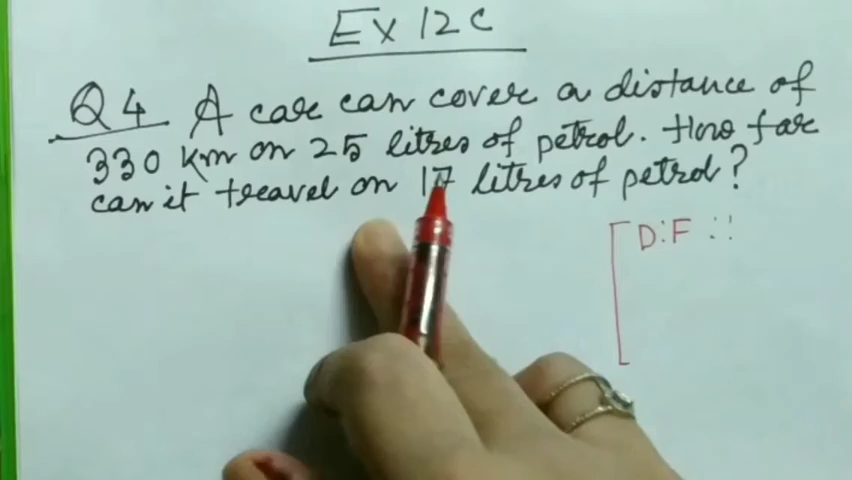 Ex 12 C
Q4 A car can cover a distance of
330 km on 25 litres of petrol. How far
can it travel on 17 litres of petrol?
D:F ::